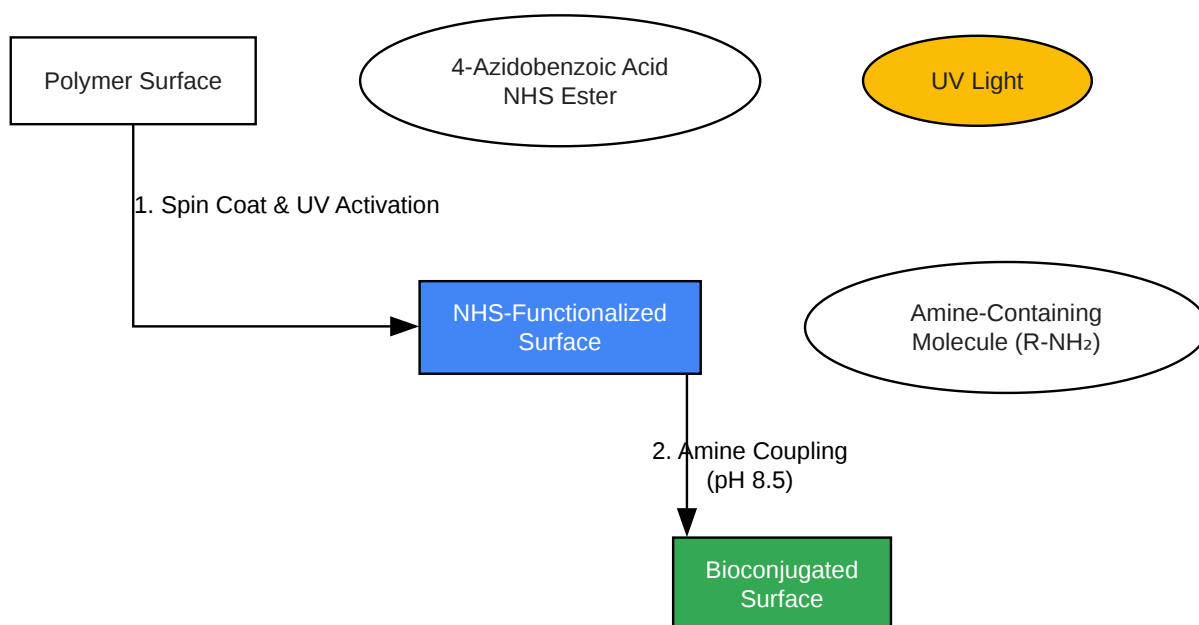 Polymer Surface
4-Azidobenzoic Acid
NHS Ester
UV Light
1. Spin Coat & UV Activation
NHS-Functionalized
Surface
Amine-Containing
Molecule (R-NH₂)
2. Amine Coupling
(pH 8.5)
Bioconjugated
Surface